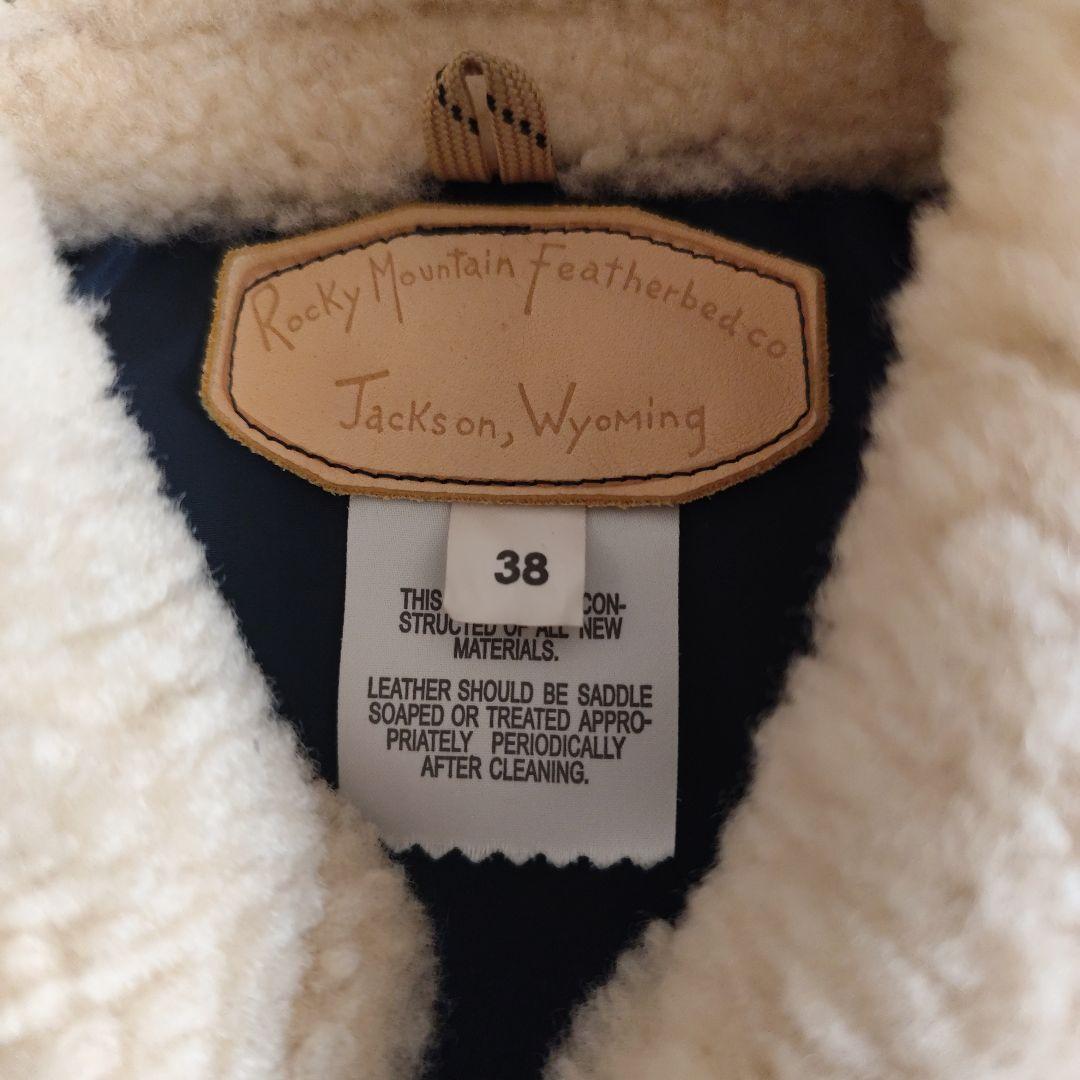 Rocky Mountain Featherbed.co
Jackson, Wyoming
38
THIS CON-
STRUCTED OF ALL NEW
MATERIALS.
LEATHER SHOULD BE SADDLE
SOAPED OR TREATED APPRO-
PRIATELY PERIODICALLY
AFTER CLEANING.